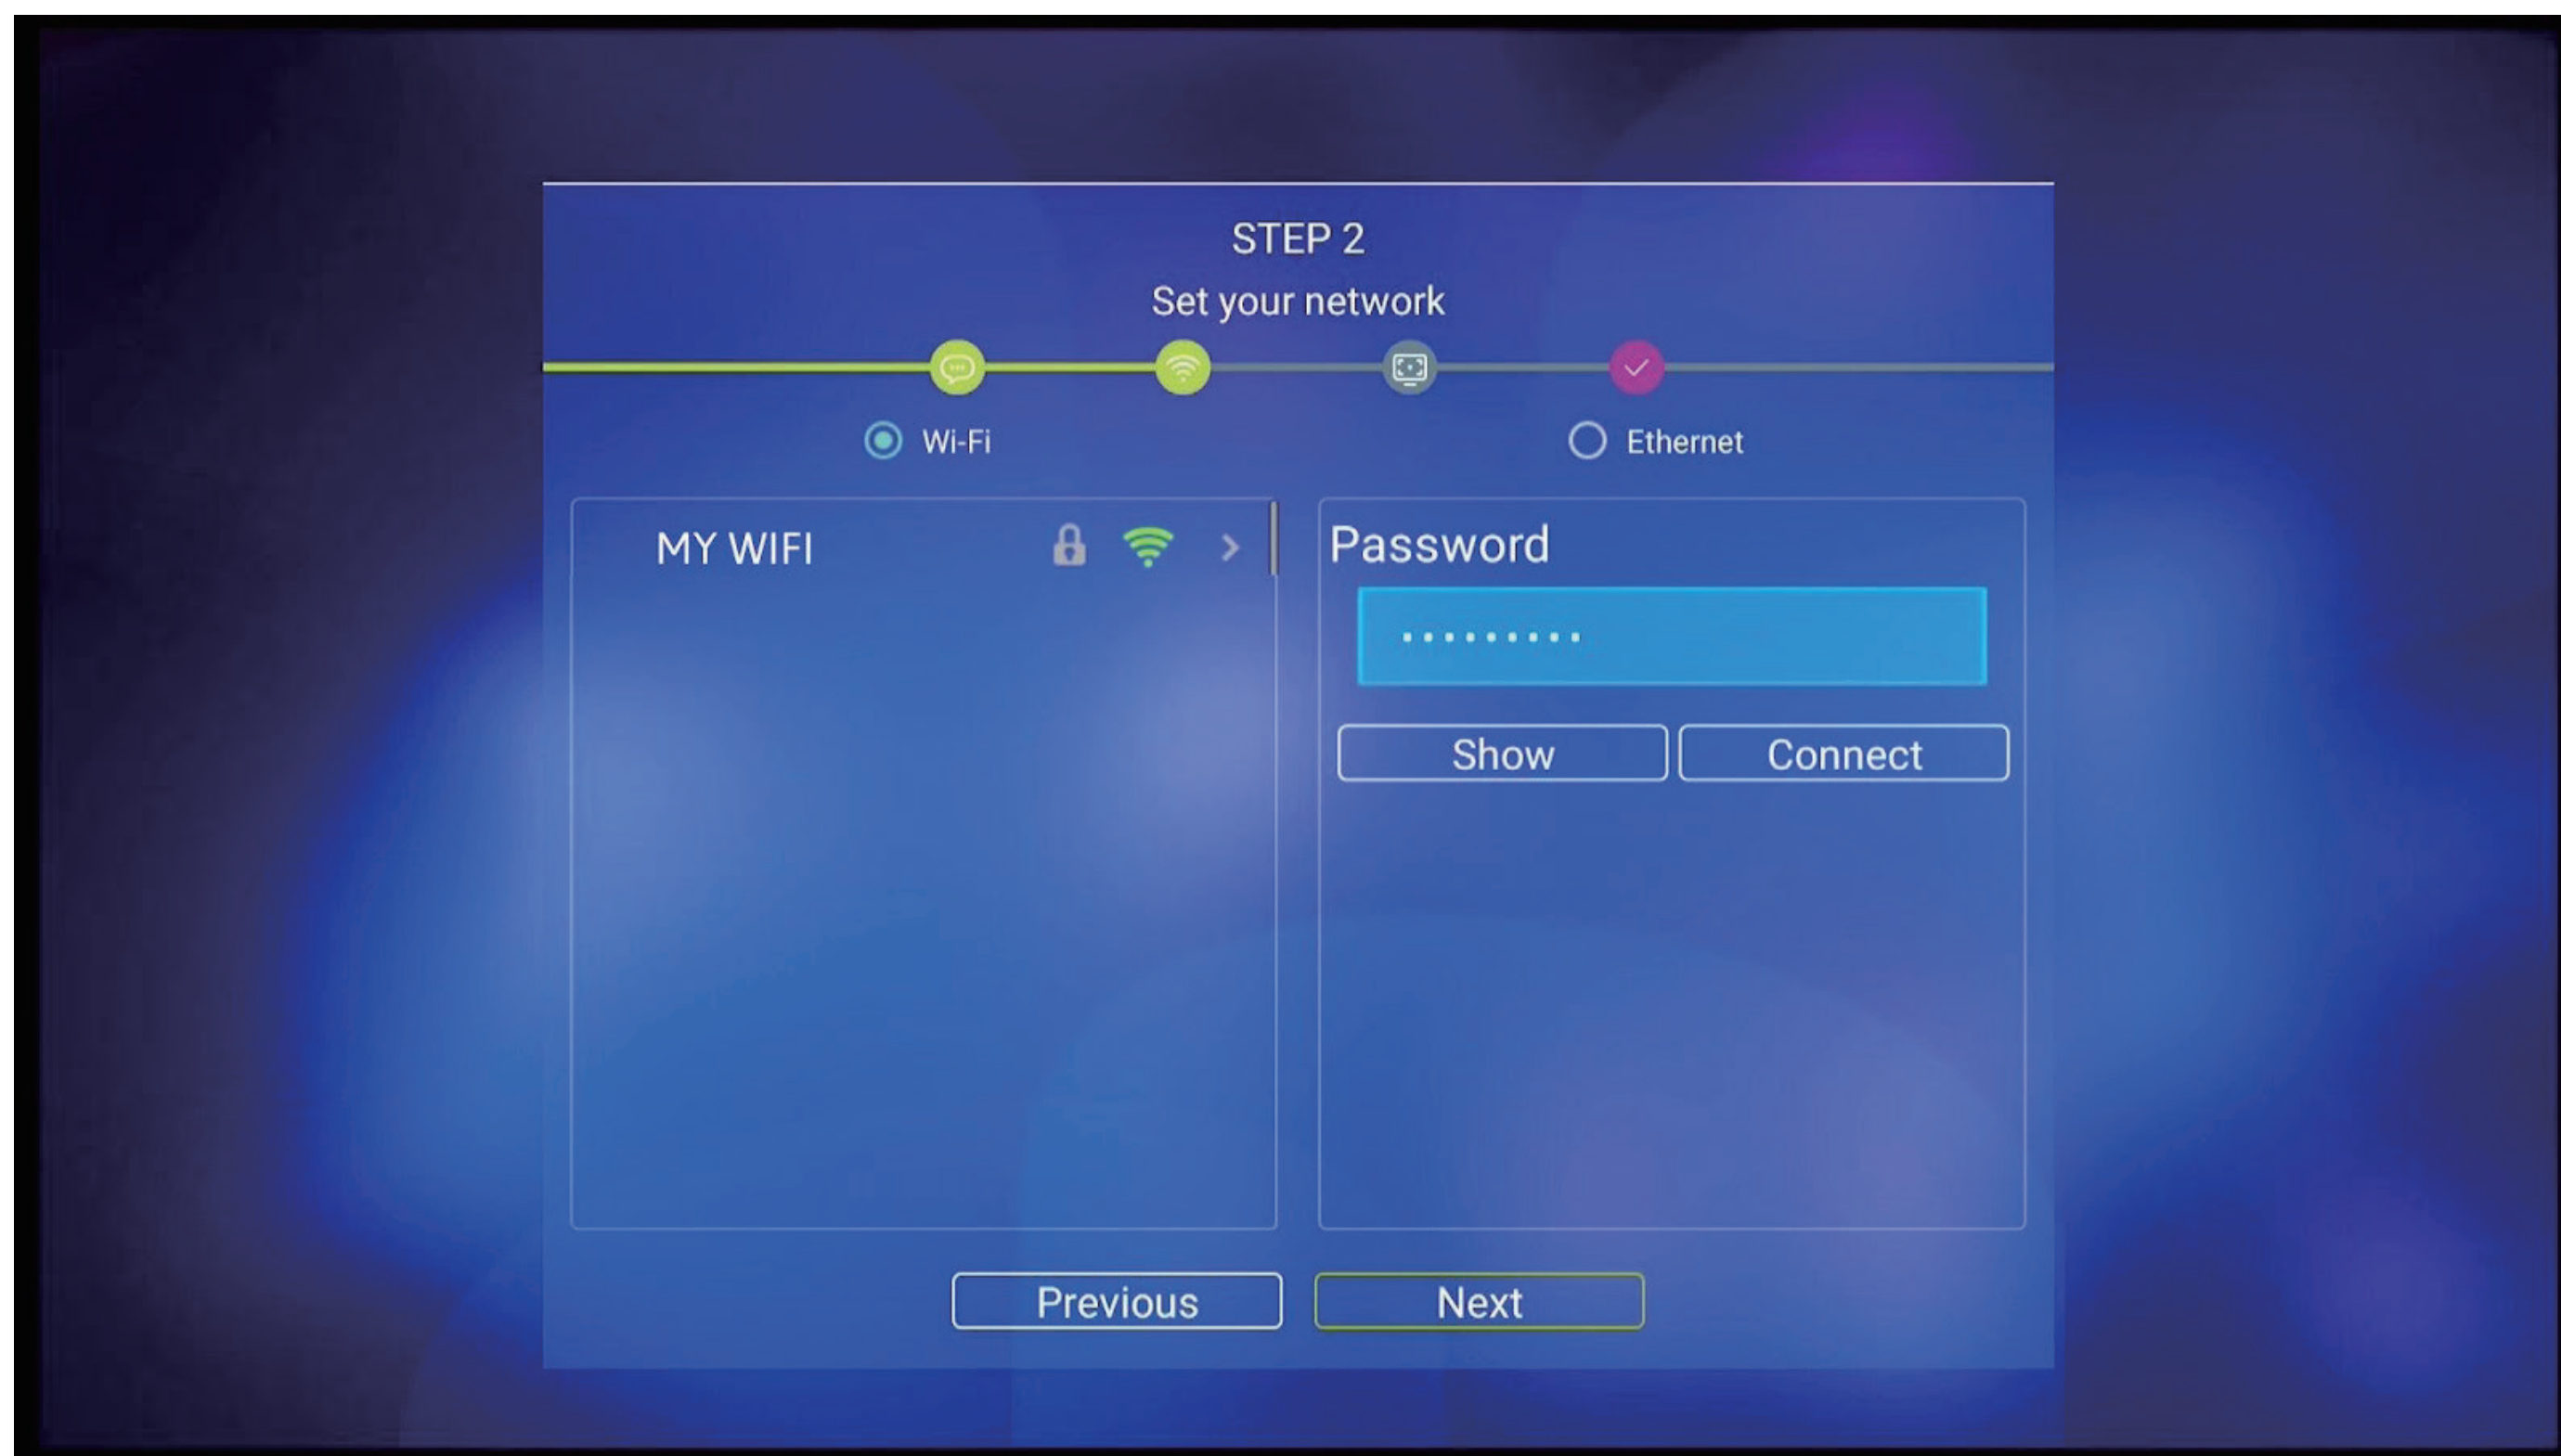 STEP 2
Set your network
Wi-Fi
Ethernet
MY WIFI
Password
•••••••••
Show
Connect
Previous
Next